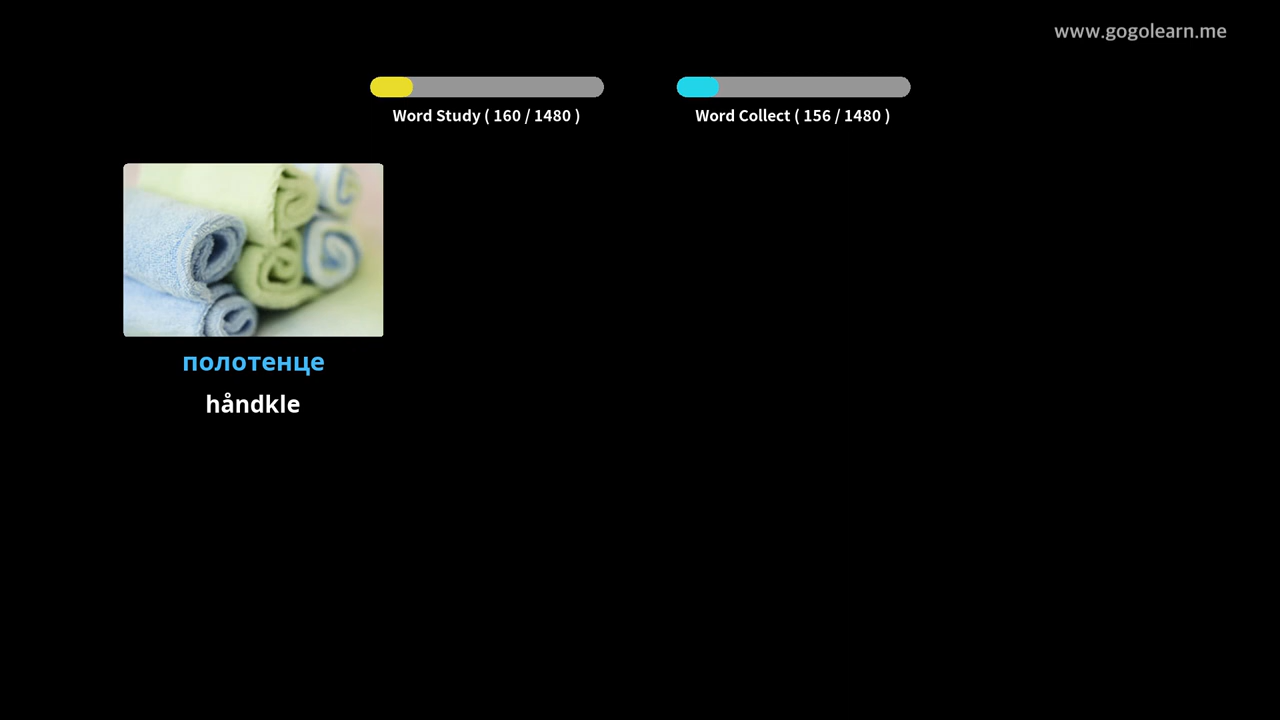 www.gogolearn.me
Word Study ( 160 / 1480 )
Word Collect ( 156 / 1480 )
полотенце
håndkle